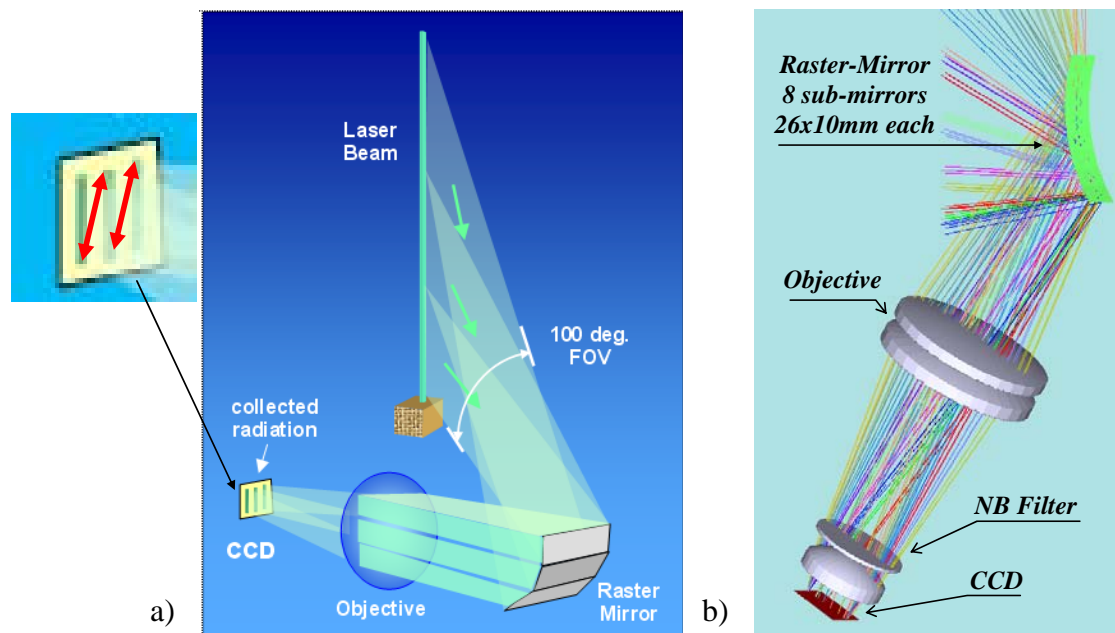 Laser
Beam
100 deg.
FOV
collected
radiation
CCD
Objective
Raster
Mirror
a)
Raster-Mirror
8 sub-mirrors
26x10mm each
Objective
NB Filter
CCD
b)